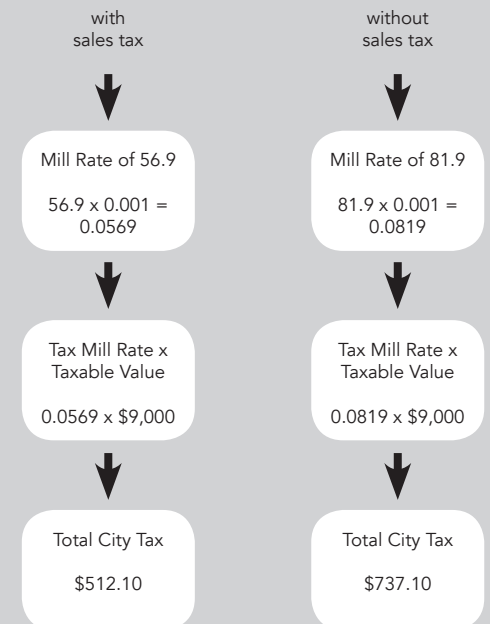 with
sales tax
Mill Rate of 56.9
56.9 x 0.001 =
0.0569
Tax Mill Rate x
Taxable Value
0.0569 x $9,000
Total City Tax
$512.10
without
sales tax
Mill Rate of 81.9
81.9 x 0.001 =
0.0819
Tax Mill Rate x
Taxable Value
0.0819 x $9,000
Total City Tax
$737.10